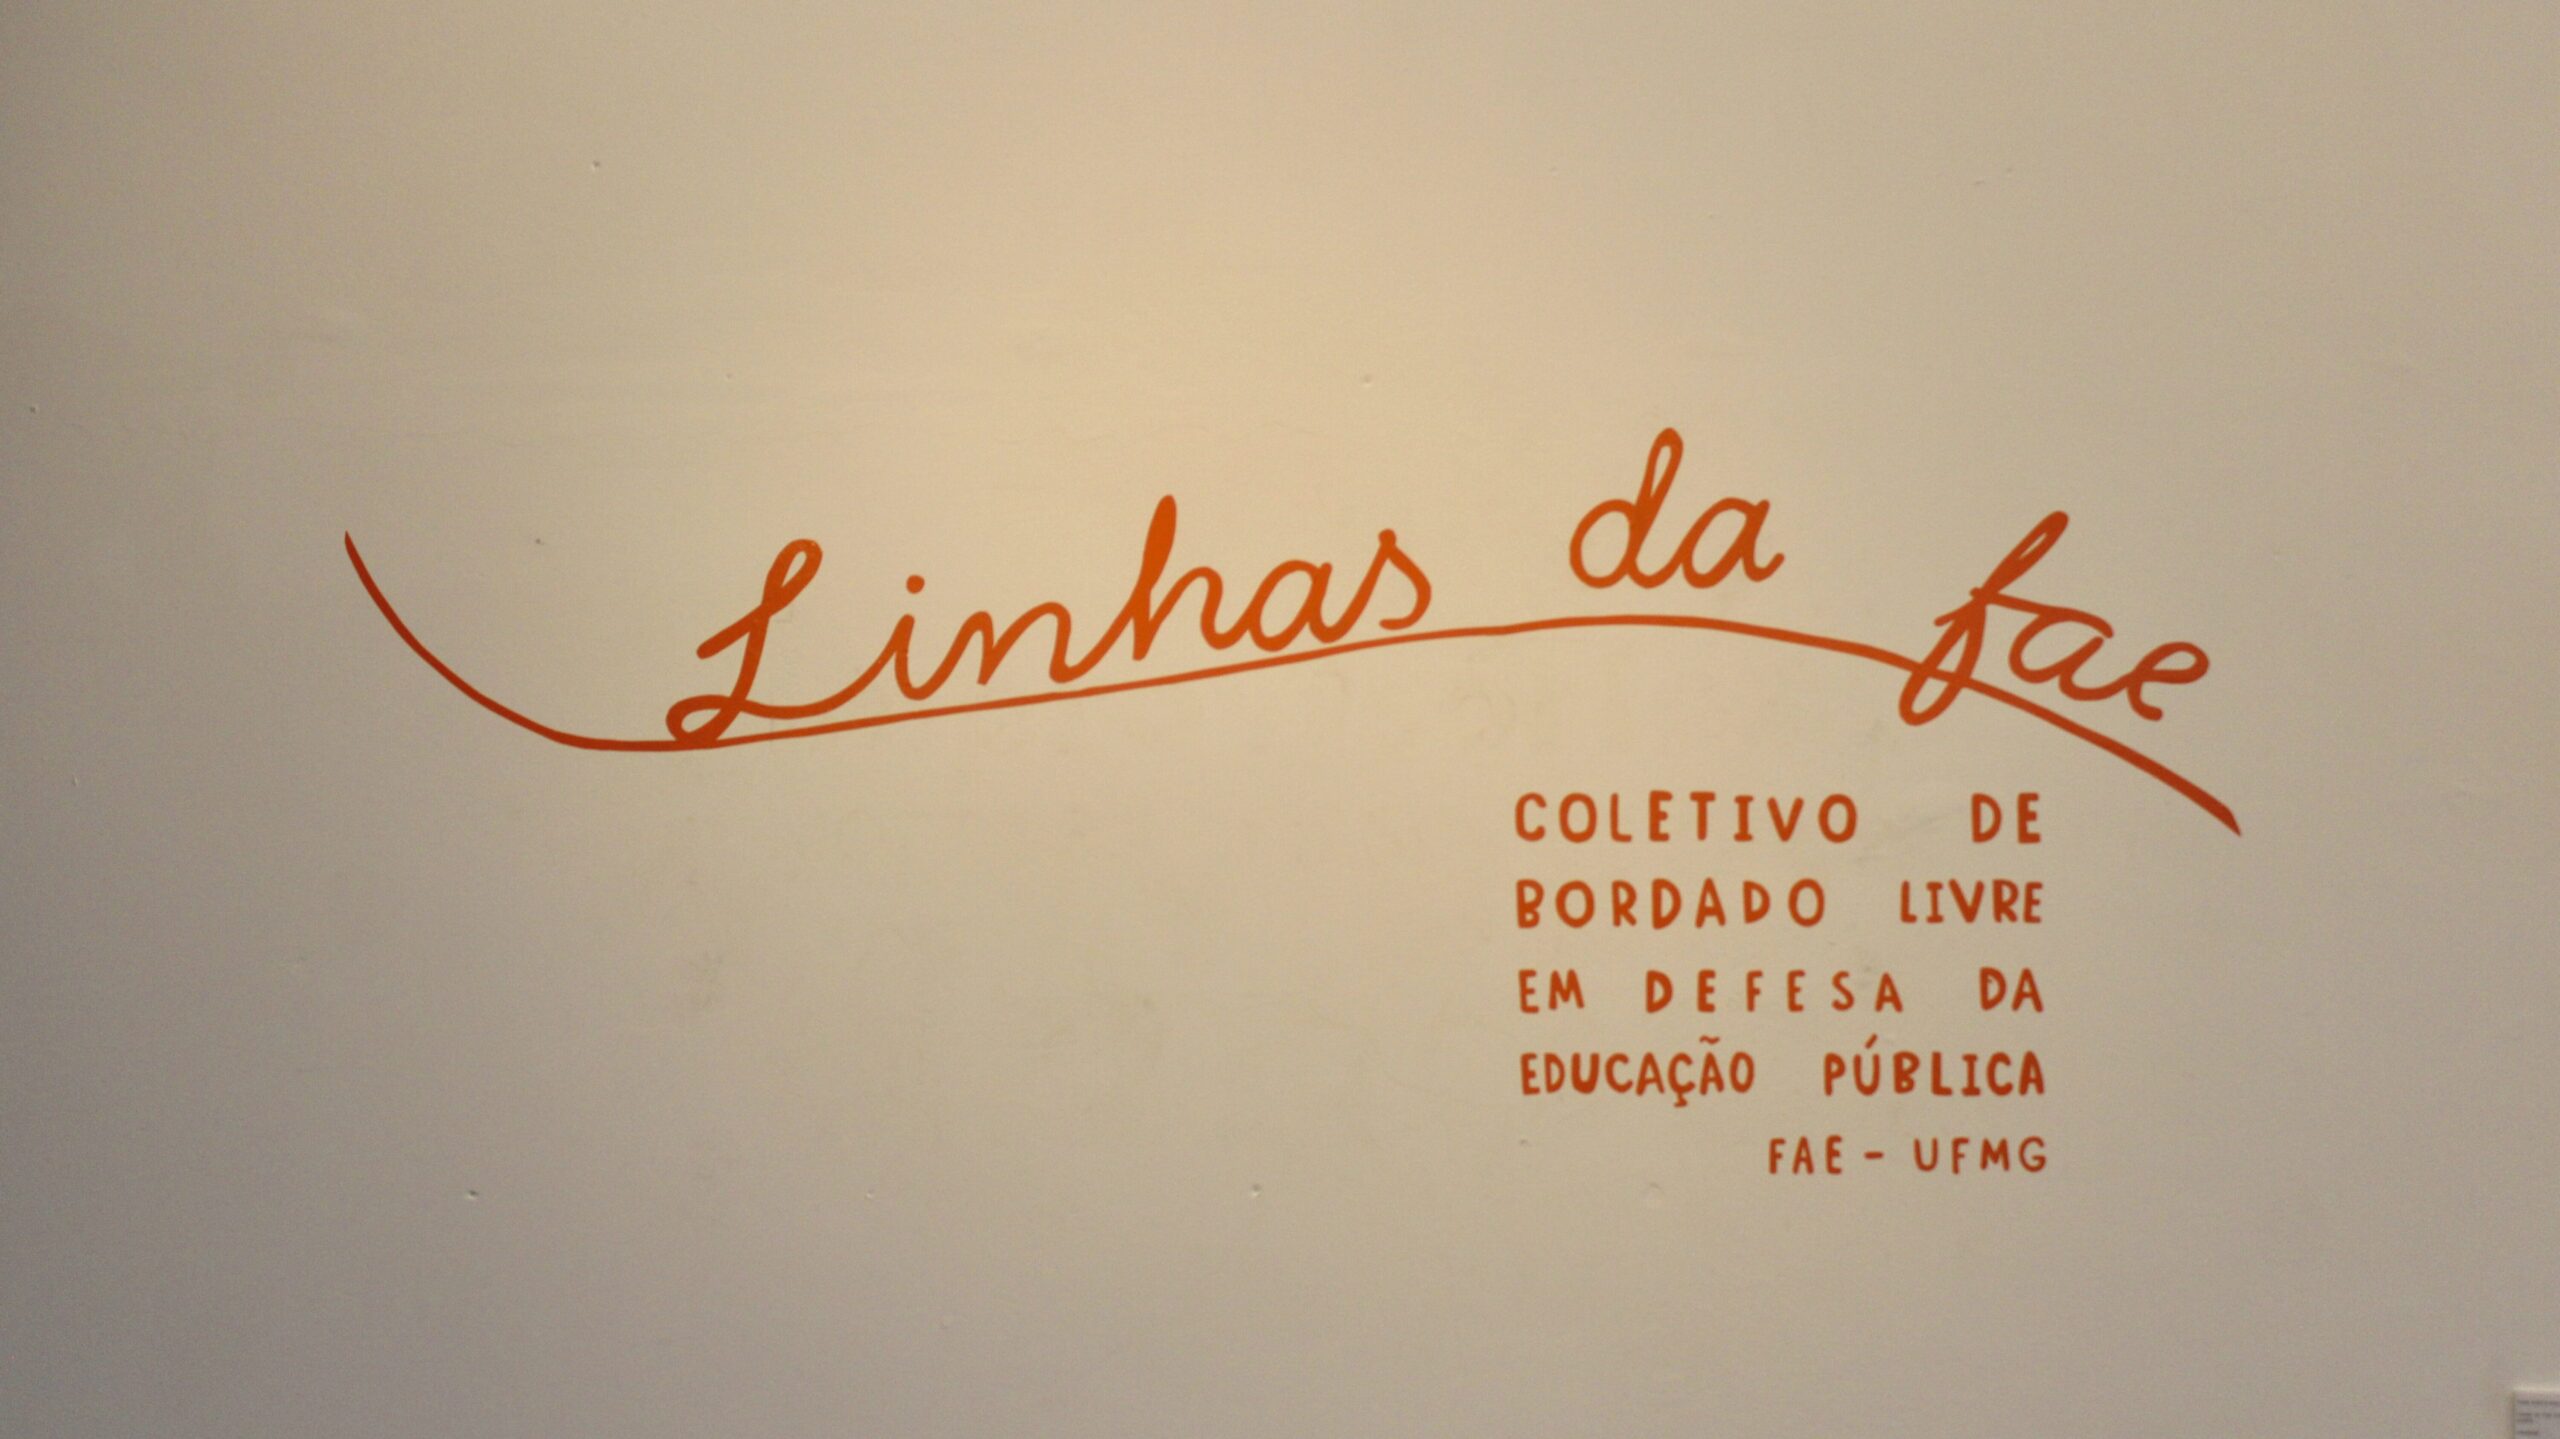 Linhas da fae
COLETIVO DE
BORDADO LIVRE
EM DEFESA DA
EDUCAÇÃO PÚBLICA
FAE - UFMG